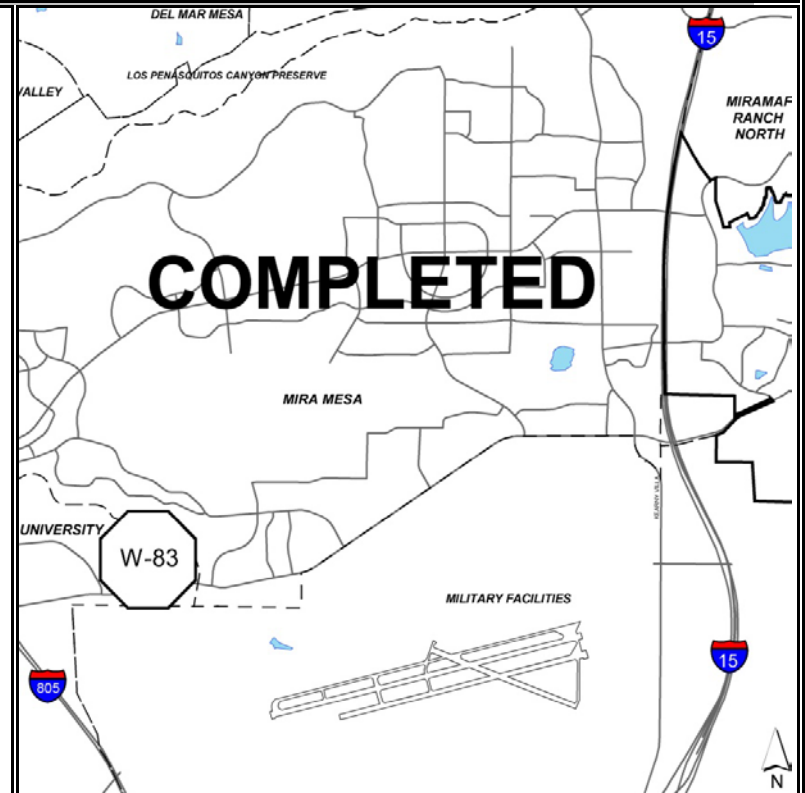 DEL MAR MESA
15
LOS PENASQUITOS CANYON PRESERVE
VALLEY
MIRAMAR
RANCH
NORTH
COMPLETED
MIRA MESA
KEARNY VILLA
UNIVERSITY
W-83
MILITARY FACILITIES
15
805
N